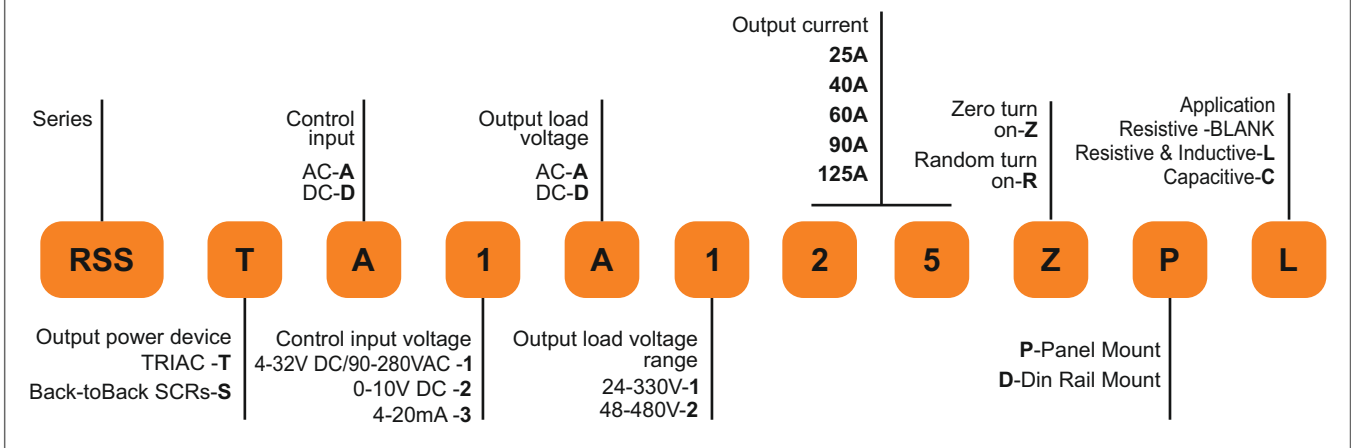 Output current
25A
40A
60A
90A
125A
Series
Control
input
AC-A
DC-D
Output load
voltage
AC-A
DC-D
Zero turn
on-Z
Random turn
on-R
Application
Resistive -BLANK
Resistive & Inductive-L
Capacitive-C
RSS T A 1 A 1 2 5 Z P L
Output power device
TRIAC -T
Back-toBack SCRs-S
Control input voltage
4-32V DC/90-280VAC -1
0-10V DC -2
4-20mA -3
Output load voltage
range
24-330V-1
48-480V-2
P-Panel Mount
D-Din Rail Mount